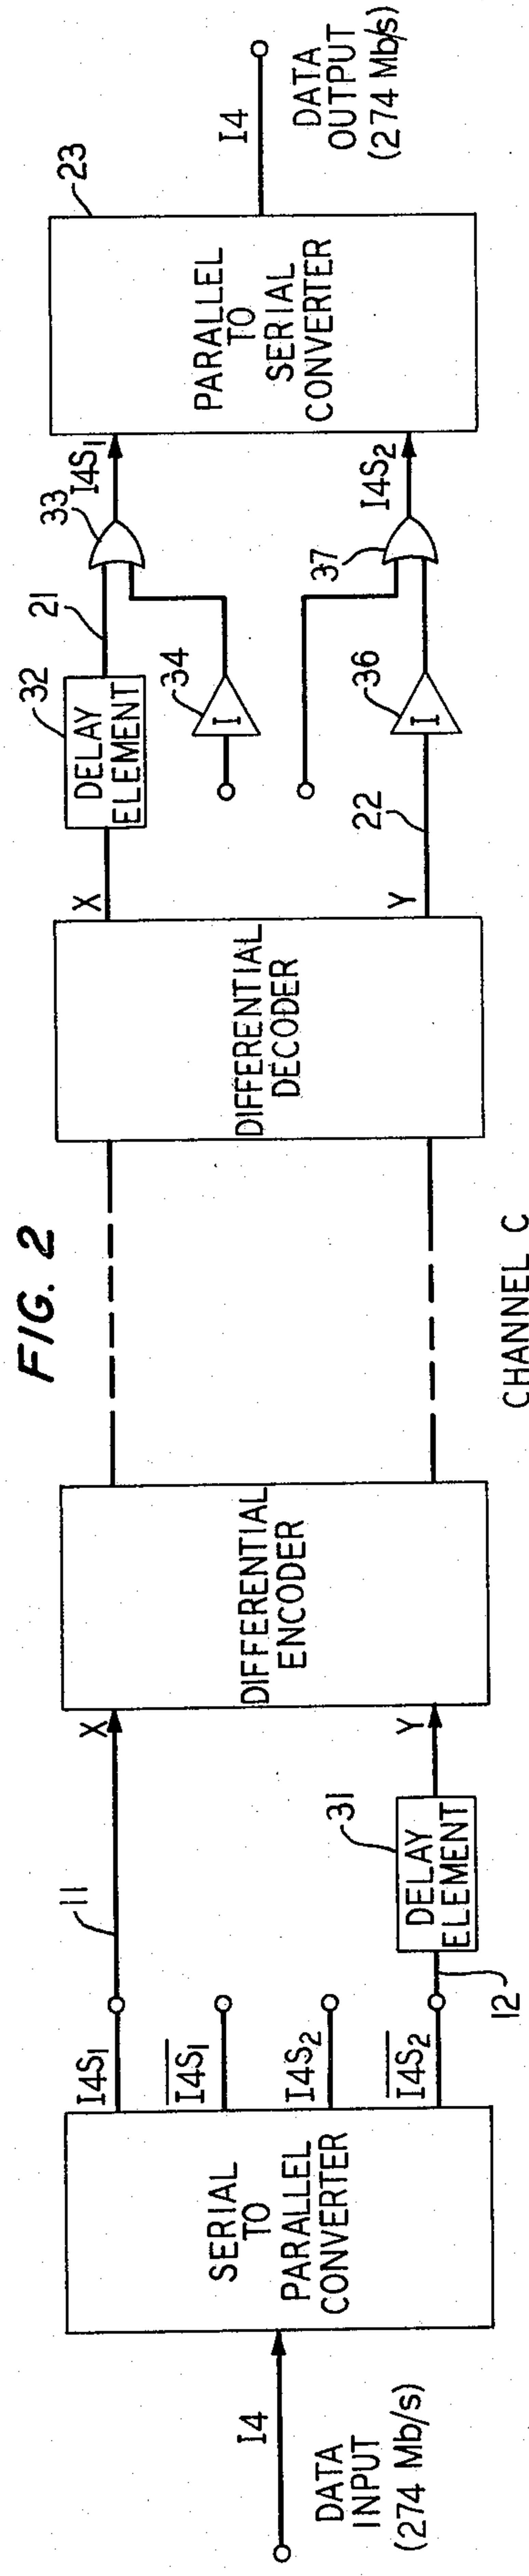 FIG. 2
I4
DATA
INPUT
(274 Mb/s)
SERIAL
TO
PARALLEL
CONVERTER
I4S1
I4S1
I4S2
I4S2
11
12
31
DELAY
ELEMENT
X
Y
DIFFERENTIAL
ENCODER
CHANNEL C
DIFFERENTIAL
DECODER
X
Y
32
DELAY
ELEMENT
21
22
34
I
36
I
33
37
I4S1
I4S2
23
PARALLEL
TO
SERIAL
CONVERTER
I4
DATA
OUTPUT
(274 Mb/s)